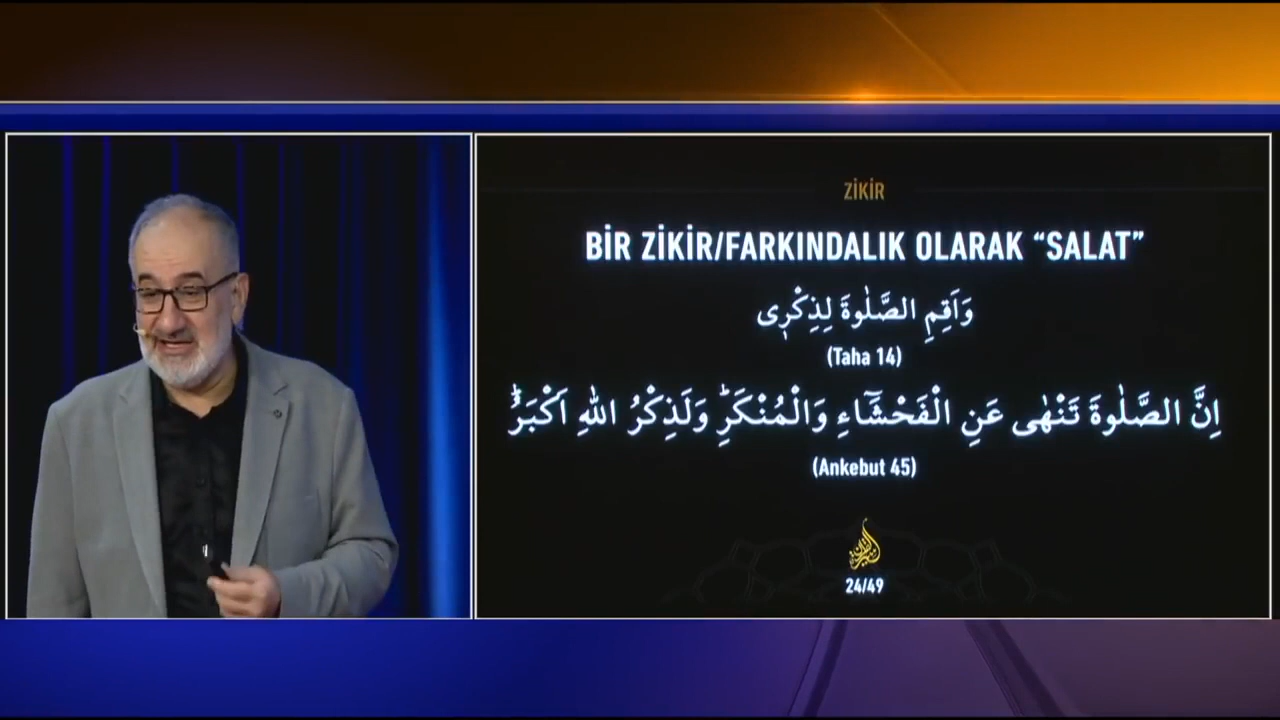 ZİKİR
BİR ZİKİR/FARKINDALIK OLARAK “SALAT”
وَاَقِمِ الصَّلٰوةَ لِذِكْرٖى
(Taha 14)
اِنَّ الصَّلٰوةَ تَنْهٰى عَنِ الْفَحْشَٓاءِ وَالْمُنْكَرِؕ وَلَذِكْرُ اللّٰهِ اَكْبَرُؕ
(Ankebut 45)
24/49